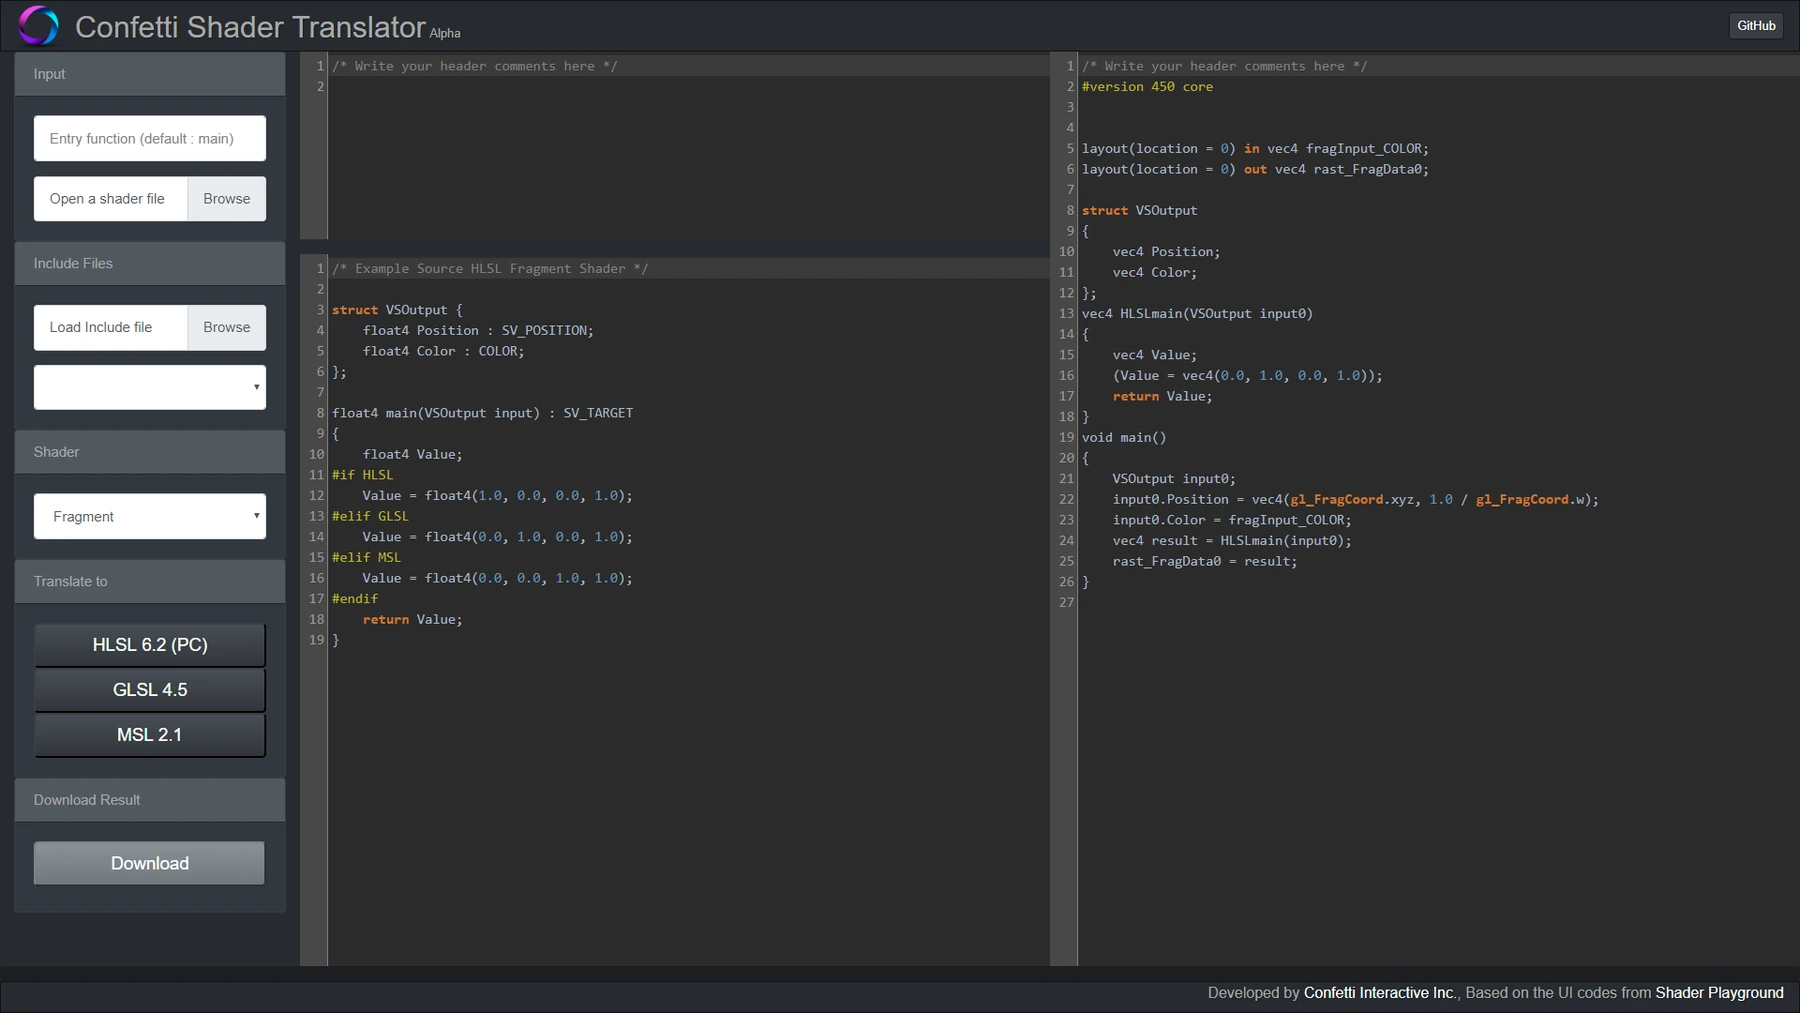 Confetti Shader Translator Alpha
GitHub
Input
Entry function (default : main)
Open a shader file Browse
Include Files
Load Include file Browse
Shader
Fragment
Translate to
HLSL 6.2 (PC)
GLSL 4.5
MSL 2.1
Download Result
Download
1 /* Write your header comments here */
2
1 /* Example Source HLSL Fragment Shader */
2
3 struct VSOutput {
4     float4 Position : SV_POSITION;
5     float4 Color : COLOR;
6 };
7
8 float4 main(VSOutput input) : SV_TARGET
9 {
10     float4 Value;
11 #if HLSL
12     Value = float4(1.0, 0.0, 0.0, 1.0);
13 #elif GLSL
14     Value = float4(0.0, 1.0, 0.0, 1.0);
15 #elif MSL
16     Value = float4(0.0, 0.0, 1.0, 1.0);
17 #endif
18     return Value;
19 }
1 /* Write your header comments here */
2 #version 450 core
3
4
5 layout(location = 0) in vec4 fragInput_COLOR;
6 layout(location = 0) out vec4 rast_FragData0;
7
8 struct VSOutput
9 {
10     vec4 Position;
11     vec4 Color;
12 };
13 vec4 HLSLmain(VSOutput input0)
14 {
15     vec4 Value;
16     (Value = vec4(0.0, 1.0, 0.0, 1.0));
17     return Value;
18 }
19 void main()
20 {
21     VSOutput input0;
22     input0.Position = vec4(gl_FragCoord.xyz, 1.0 / gl_FragCoord.w);
23     input0.Color = fragInput_COLOR;
24     vec4 result = HLSLmain(input0);
25     rast_FragData0 = result;
26 }
27
Developed by Confetti Interactive Inc., Based on the UI codes from Shader Playground